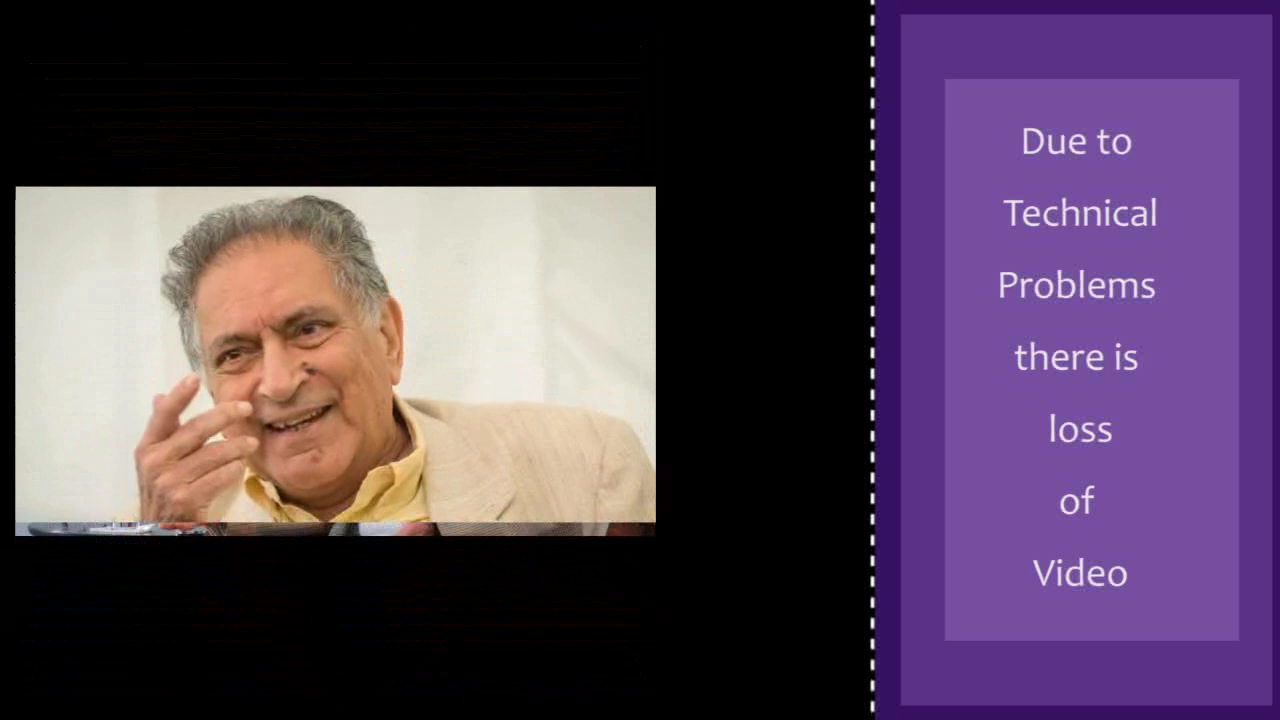 Due to
Technical
Problems
there is
loss
of
Video